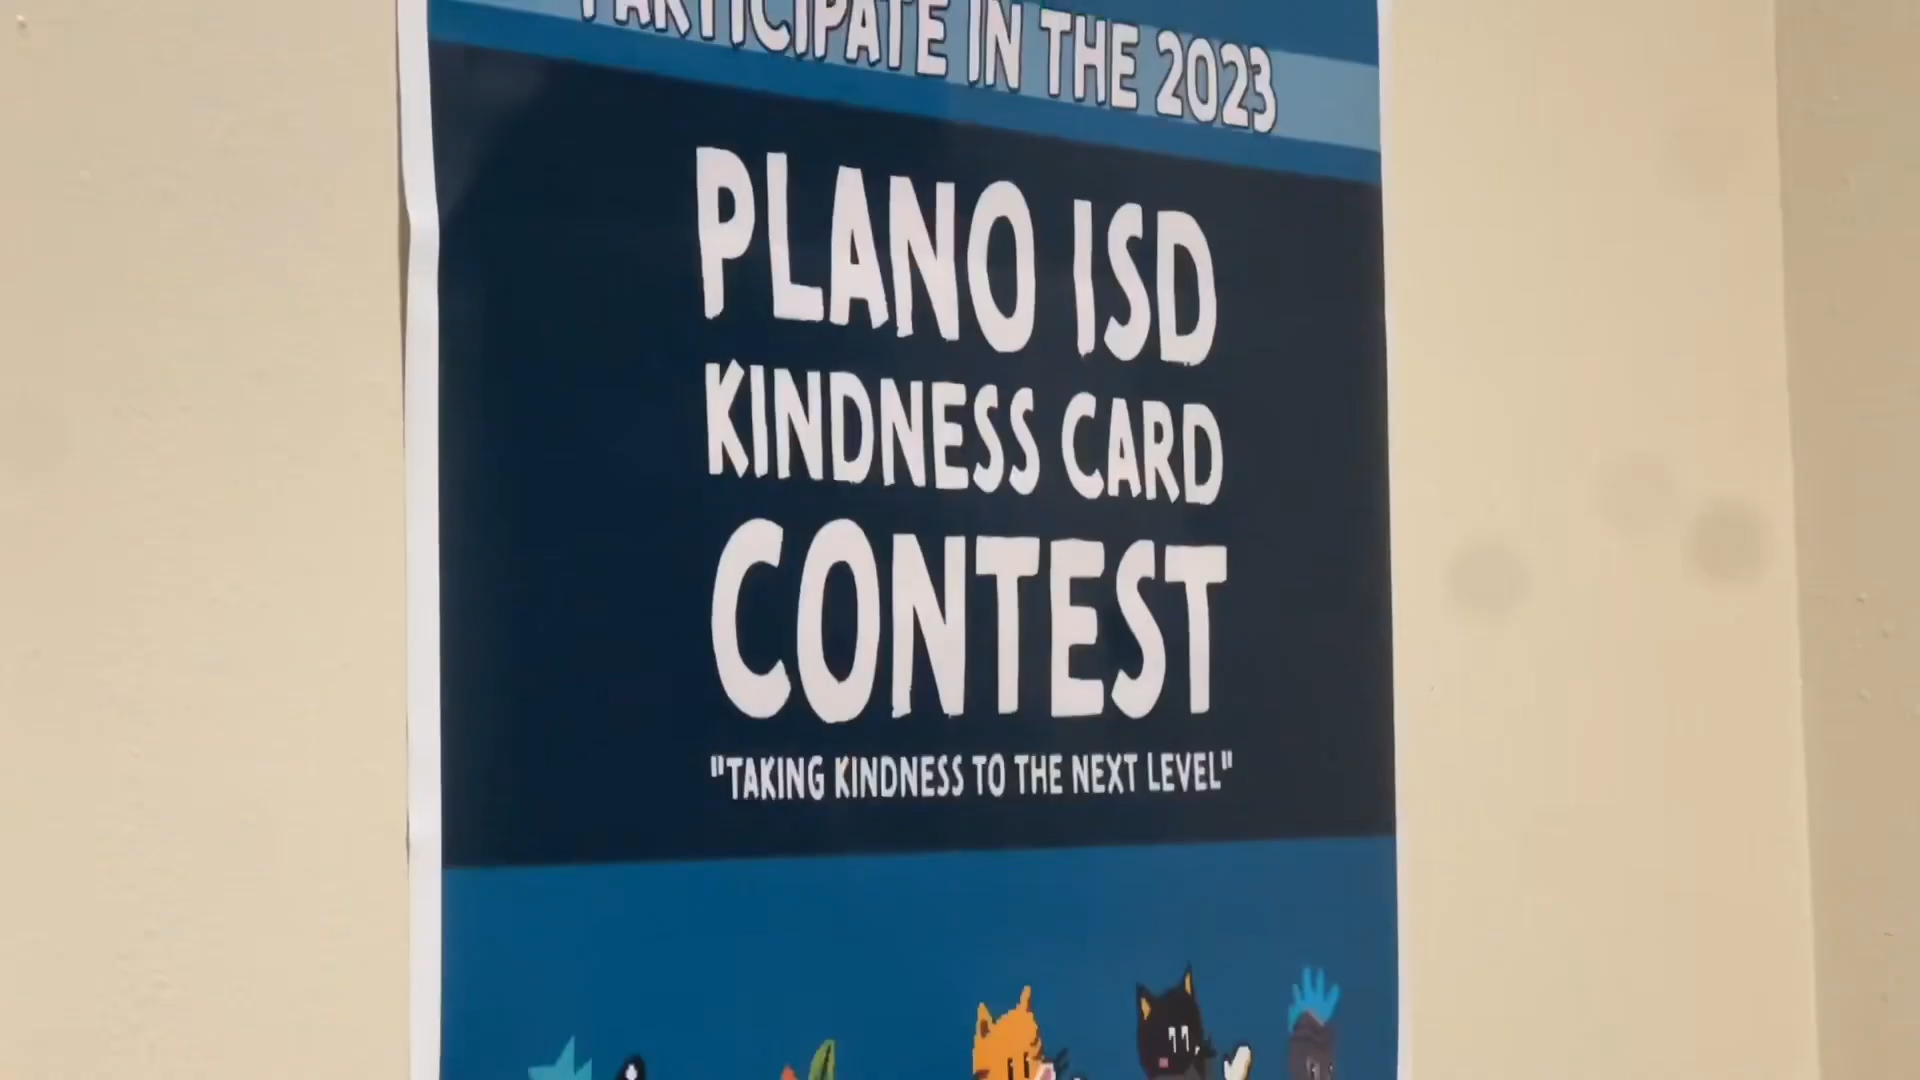 PARTICIPATE IN THE 2023
PLANO ISD
KINDNESS CARD
CONTEST
"TAKING KINDNESS TO THE NEXT LEVEL"